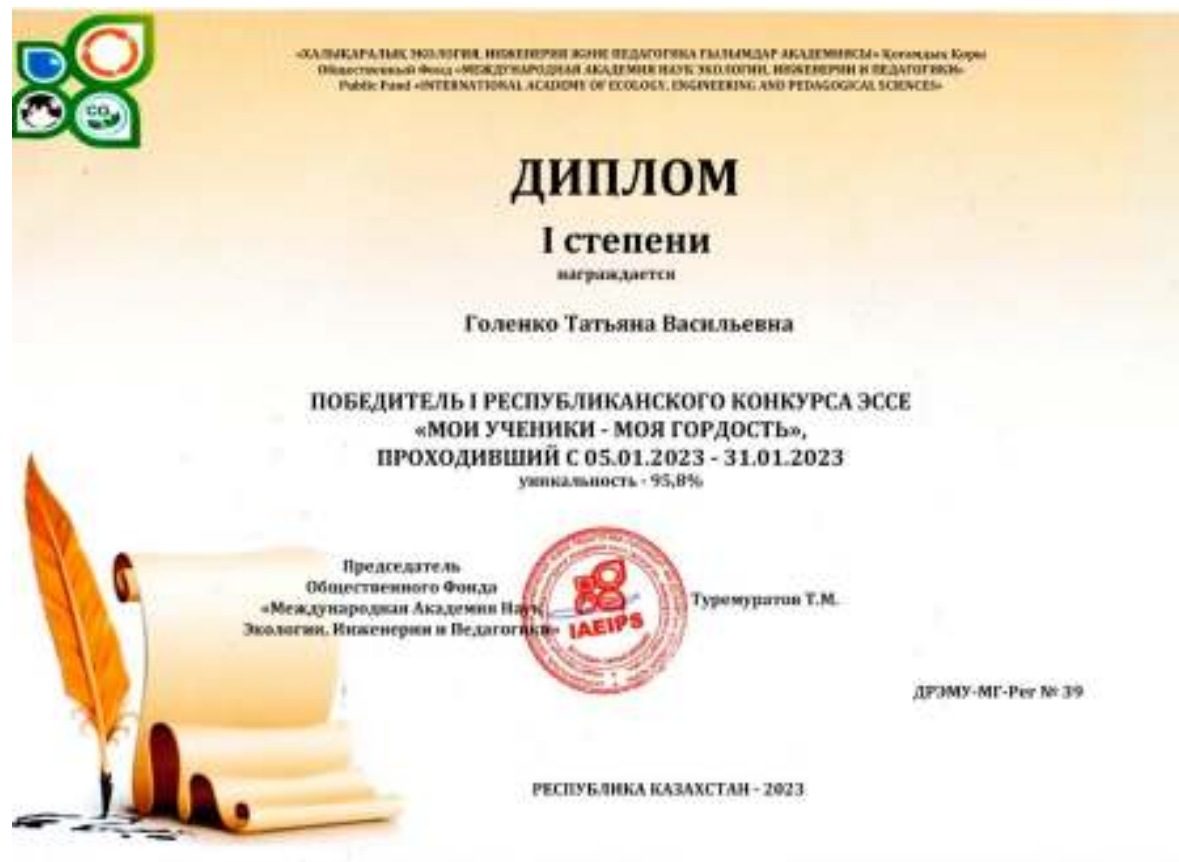 «ХАЛЫҚАРАЛЫҚ ЭКОЛОГИЯ, ИНЖЕНЕРИЯ ЖӘНЕ ПЕДАГОГИКА ҒЫЛЫМДАР АКАДЕМИЯСЫ» Қоғамдық Қоры
Общественный Фонд «МЕЖДУНАРОДНАЯ АКАДЕМИЯ НАУК ЭКОЛОГИИ, ИНЖЕНЕРИИ И ПЕДАГОГИКИ»
Public Fund «INTERNATIONAL ACADEMY OF ECOLOGY, ENGINEERING AND PEDAGOGICAL SCIENCES»
CO2
ДИПЛОМ
I степени
награждается
Голенко Татьяна Васильевна
ПОБЕДИТЕЛЬ I РЕСПУБЛИКАНСКОГО КОНКУРСА ЭССЕ
«МОИ УЧЕНИКИ - МОЯ ГОРДОСТЬ»,
ПРОХОДИВШИЙ С 05.01.2023 - 31.01.2023
уникальность - 95,8%
Председатель
Общественного Фонда
«Международная Академия Наук
Экологии, Инженерии и Педагогики»
IAEIPS
Туремуратов Т.М.
ДРЭМУ-МГ-Рег № 39
РЕСПУБЛИКА КАЗАХСТАН - 2023